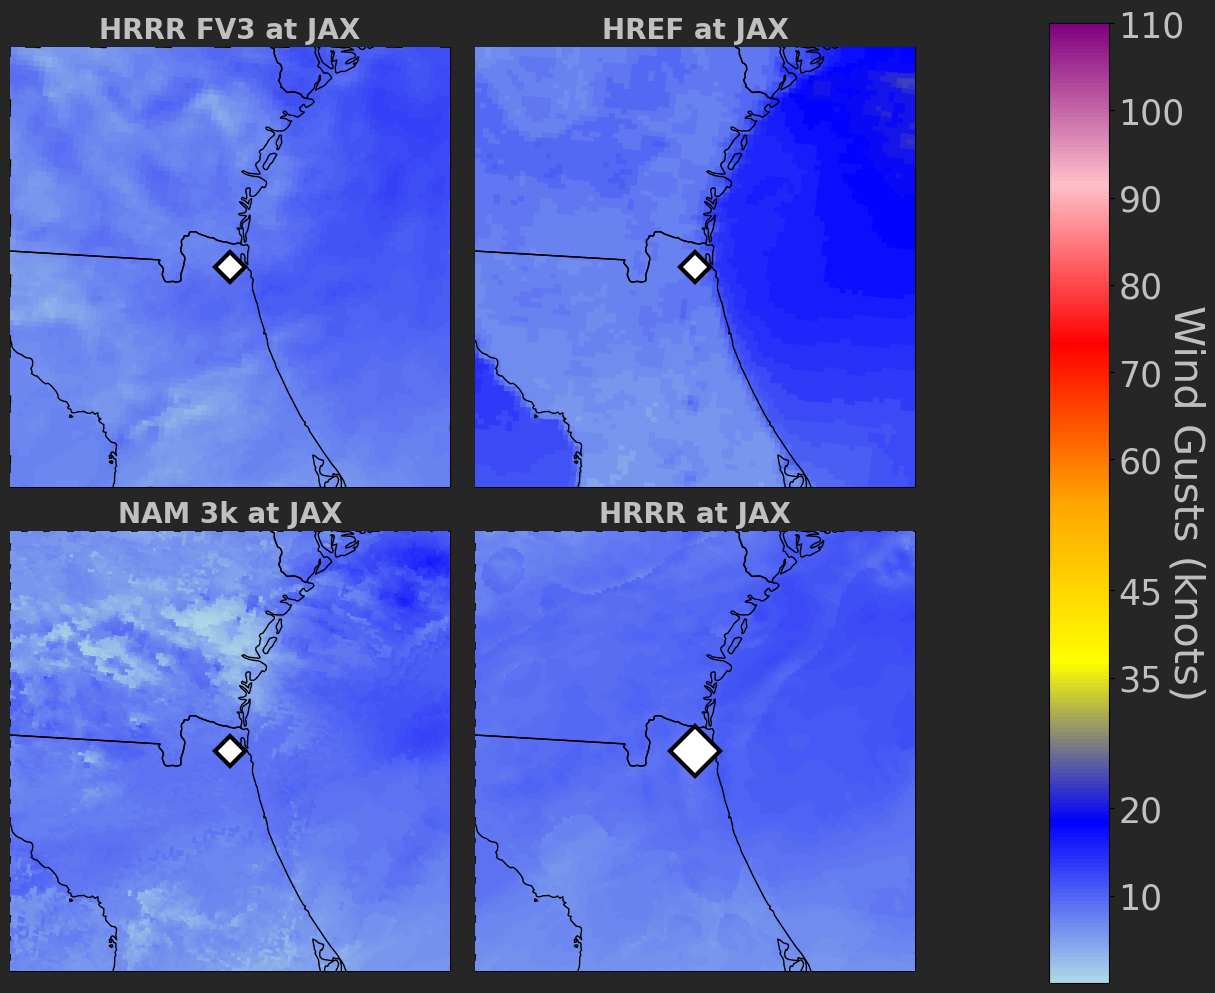 HRRR FV3 at JAX
HREF at JAX
NAM 3k at JAX
HRRR at JAX
110
100
90
80
70
60
45
35
20
10
Wind Gusts (knots)